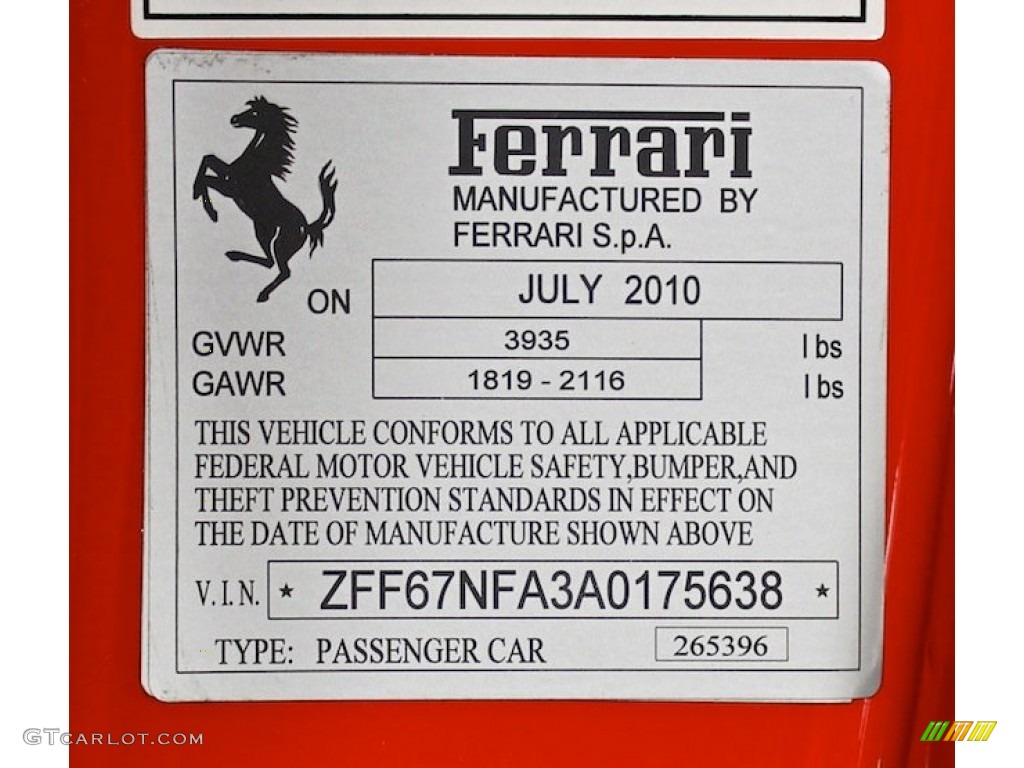 Ferrari
MANUFACTURED BY
FERRARI S.p.A.
ON JULY 2010
GVWR 3935 lbs
GAWR 1819 - 2116 lbs
THIS VEHICLE CONFORMS TO ALL APPLICABLE
FEDERAL MOTOR VEHICLE SAFETY,BUMPER,AND
THEFT PREVENTION STANDARDS IN EFFECT ON
THE DATE OF MANUFACTURE SHOWN ABOVE
V.I.N. ★ ZFF67NFA3A0175638 ★
TYPE: PASSENGER CAR 265396
GTCARLOT.COM